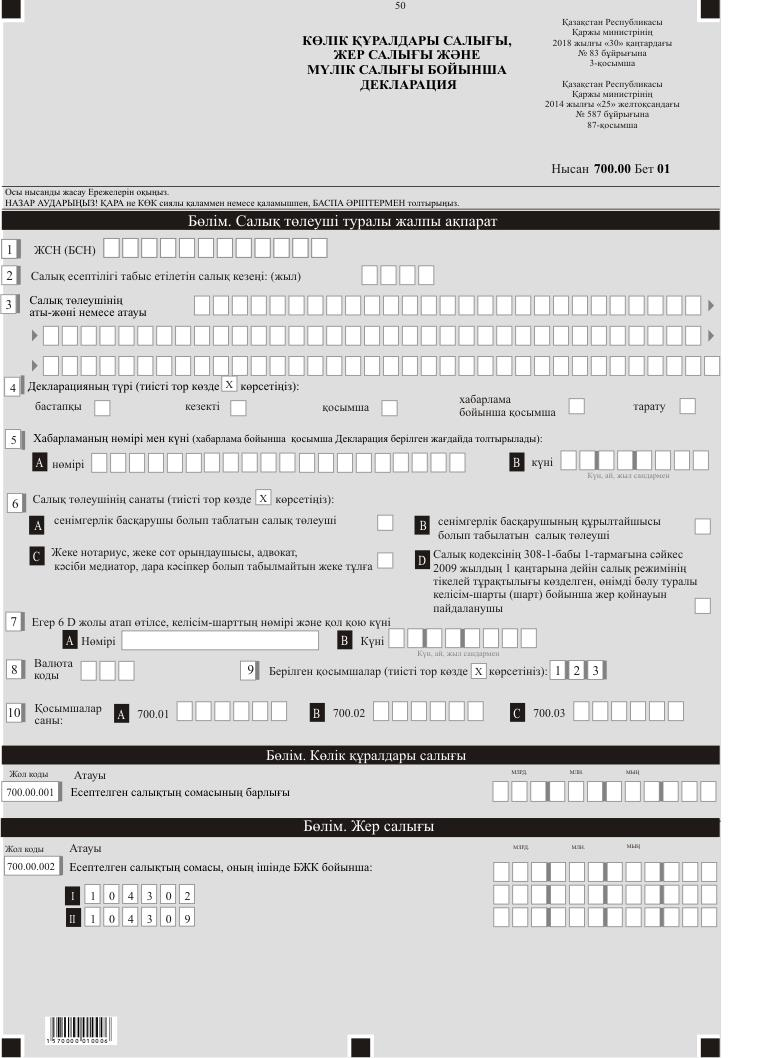 50
КӨЛІК ҚҰРАЛДАРЫ САЛЫҒЫ,
ЖЕР САЛЫҒЫ ЖӘНЕ
МҮЛІК САЛЫҒЫ БОЙЫНША
ДЕКЛАРАЦИЯ
Қазақстан Республикасы
Қаржы министрінің
2018 жылғы «30» қаңтардағы
№ 83 бұйрығына
3-қосымша
Қазақстан Республикасы
Қаржы министрінің
2014 жылғы «25» желтоқсандағы
№ 587 бұйрығына
87-қосымша
Нысан 700.00 Бет 01
Осы нысанды жасау Ережелерін оқыңыз.
НАЗАР АУДАРЫҢЫЗ! ҚАРА не КӨК сиялы қаламмен немесе қаламышпен, БАСПА ӘРІПТЕРМЕН толтырыңыз.
Бөлім. Салық төлеуші туралы жалпы ақпарат
1 ЖСН (БСН)
2 Салық есептілігі табыс етілетін салық кезеңі: (жыл)
3 Салық төлеушінің
аты-жөні немесе атауы
4 Декларацияның түрі (тиісті тор көзде X көрсетіңіз):
бастапқы кезекті қосымша хабарлама
бойынша қосымша тарату
5 Хабарламаның нөмірі мен күні (хабарлама бойынша қосымша Декларация берілген жағдайда толтырылады):
A нөмірі B күні
Күн, ай, жыл сандармен
6 Салық төлеушінің санаты (тиісті тор көзде X көрсетіңіз):
A сенімгерлік басқарушы болып таблатын салық төлеуші
B сенімгерлік басқарушының құрылтайшысы
болып табылатын салық төлеуші
C Жеке нотариус, жеке сот орындаушысы, адвокат,
кәсіби медиатор, дара кәсіпкер болып табылмайтын жеке тұлға
D Салық кодексінің 308-1-бабы 1-тармағына сәйкес
2009 жылдың 1 қаңтарына дейін салық режимінің
тікелей тұрақтылығы көзделген, өнімді бөлу туралы
келісім-шарты (шарт) бойынша жер қойнауын
пайдаланушы
7 Егер 6 D жолы атап өтілсе, келісім-шарттың нөмірі және қол қою күні
A Нөмірі B Күні
Күн, ай, жыл сандармен
8 Валюта
коды
9 Берілген қосымшалар (тиісті тор көзде X көрсетіңіз): 1 2 3
10 Қосымшалар
саны:
A 700.01 B 700.02 C 700.03
Бөлім. Көлік құралдары салығы
Жол коды Атауы МЛРД. МЛН. МЫҢ
700.00.001 Есептелген салықтың сомасының барлығы
Бөлім. Жер салығы
Жол коды Атауы МЛРД. МЛН. МЫҢ
700.00.002 Есептелген салықтың сомасы, оның ішінде БЖК бойынша:
I 1 0 4 3 0 2
II 1 0 4 3 0 9
1570000010006